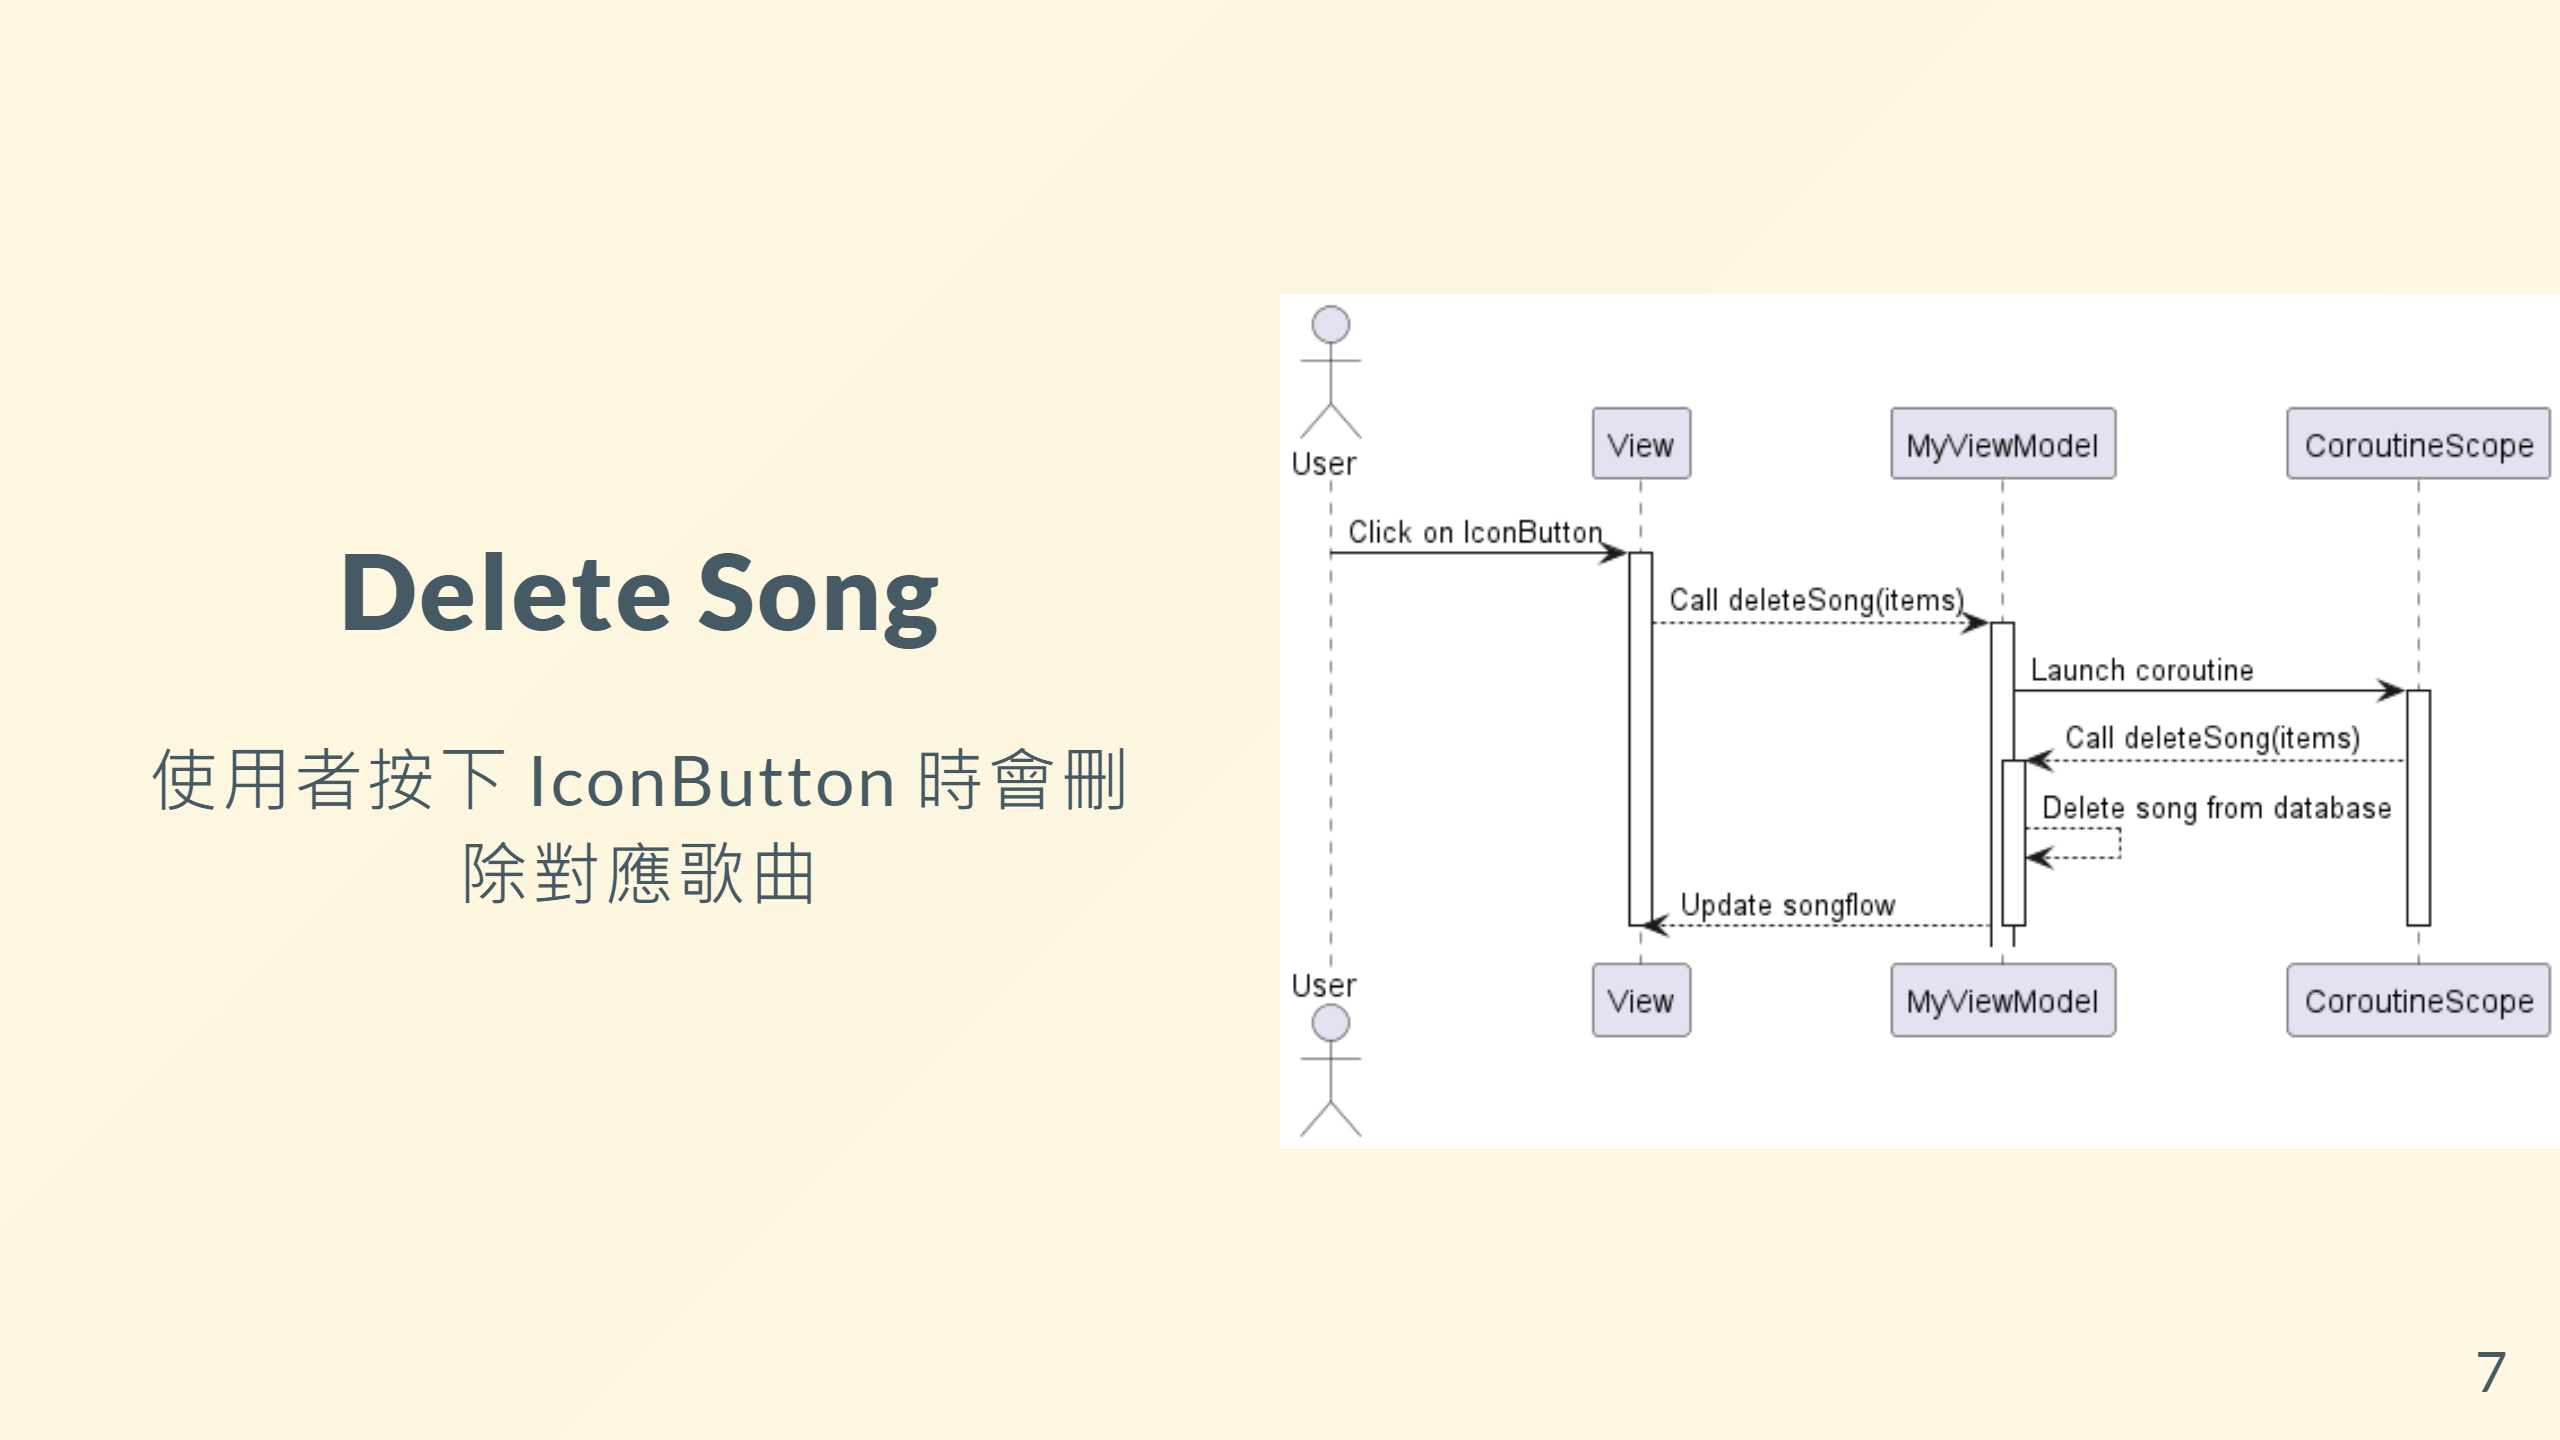 Delete Song
使用者按下 IconButton 時會刪
除對應歌曲
User
View
MyViewModel
CoroutineScope
Click on IconButton
Call deleteSong(items)
Launch coroutine
Call deleteSong(items)
Delete song from database
Update songflow
User
View
MyViewModel
CoroutineScope
7